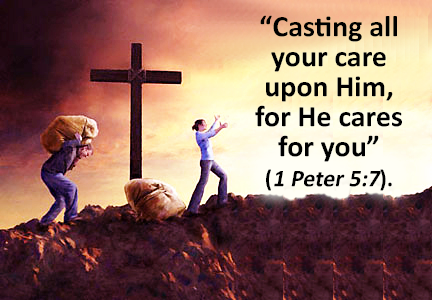 “Casting all
your care
upon Him,
for He cares
for you”
(1 Peter 5:7).